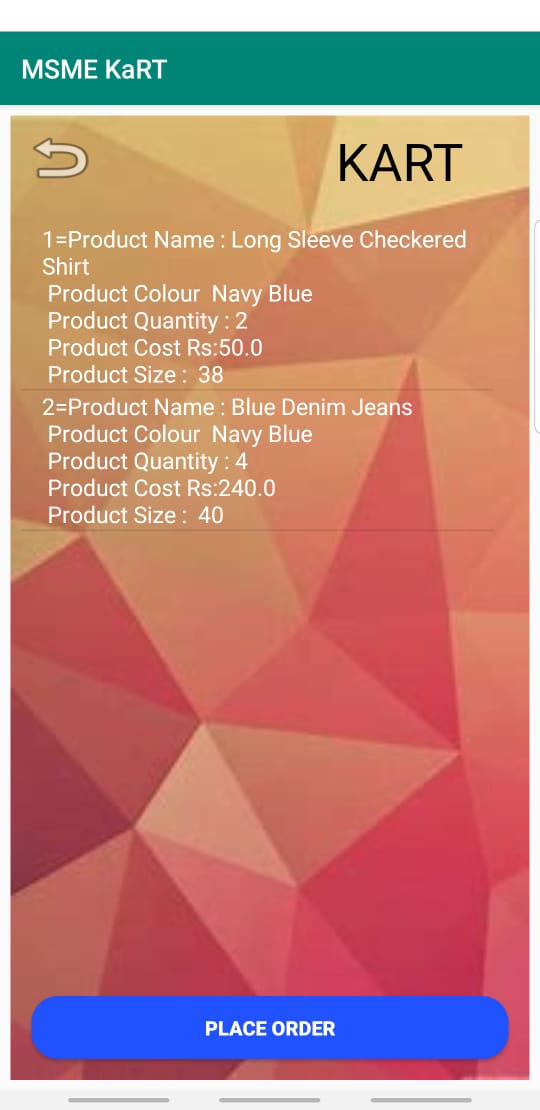 MSME KaRT
KART
1=Product Name : Long Sleeve Checkered
Shirt
Product Colour  Navy Blue
Product Quantity : 2
Product Cost Rs:50.0
Product Size :  38
2=Product Name : Blue Denim Jeans
Product Colour  Navy Blue
Product Quantity : 4
Product Cost Rs:240.0
Product Size :  40
PLACE ORDER